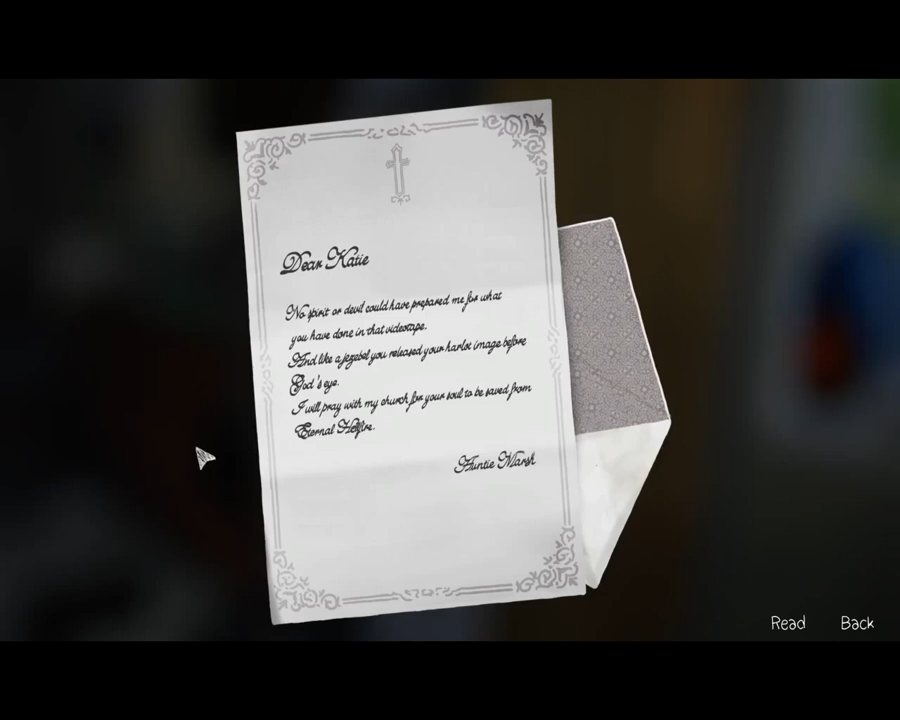 Dear Katie
No spirit or devil could have prepared me for what
you have done in that videotape.
And like a jezebel you released your harlot image before
God's eye.
I will pray with my church for your soul to be saved from
Eternal Hellfire.
Auntie Marsh
Read Back